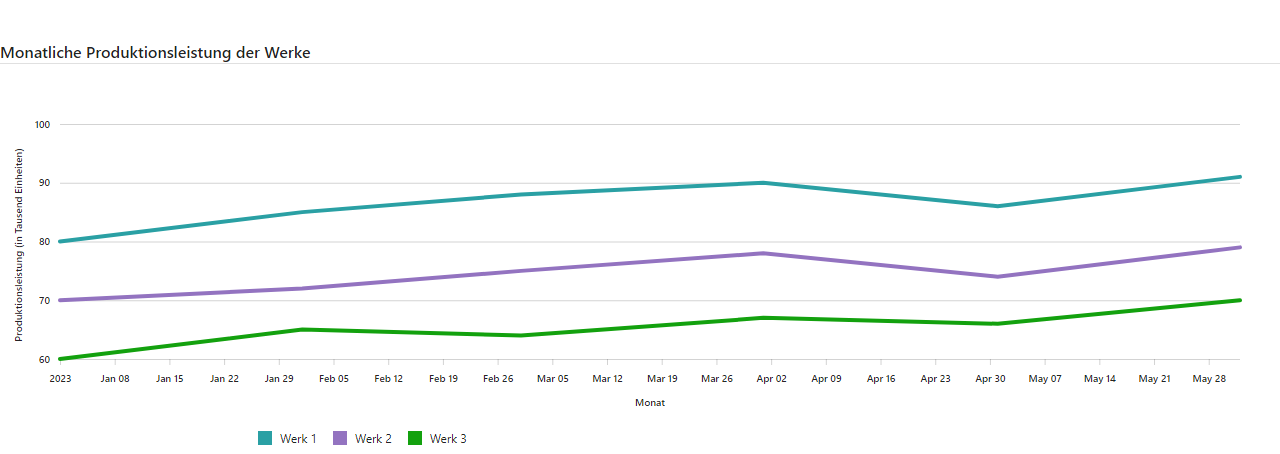 Monatliche Produktionsleistung der Werke
Produktionsleistung (in Tausend Einheiten)
100
90
80
70
60
2023 Jan 08 Jan 15 Jan 22 Jan 29 Feb 05 Feb 12 Feb 19 Feb 26 Mar 05 Mar 12 Mar 19 Mar 26 Apr 02 Apr 09 Apr 16 Apr 23 Apr 30 May 07 May 14 May 21 May 28
Monat
Werk 1 Werk 2 Werk 3